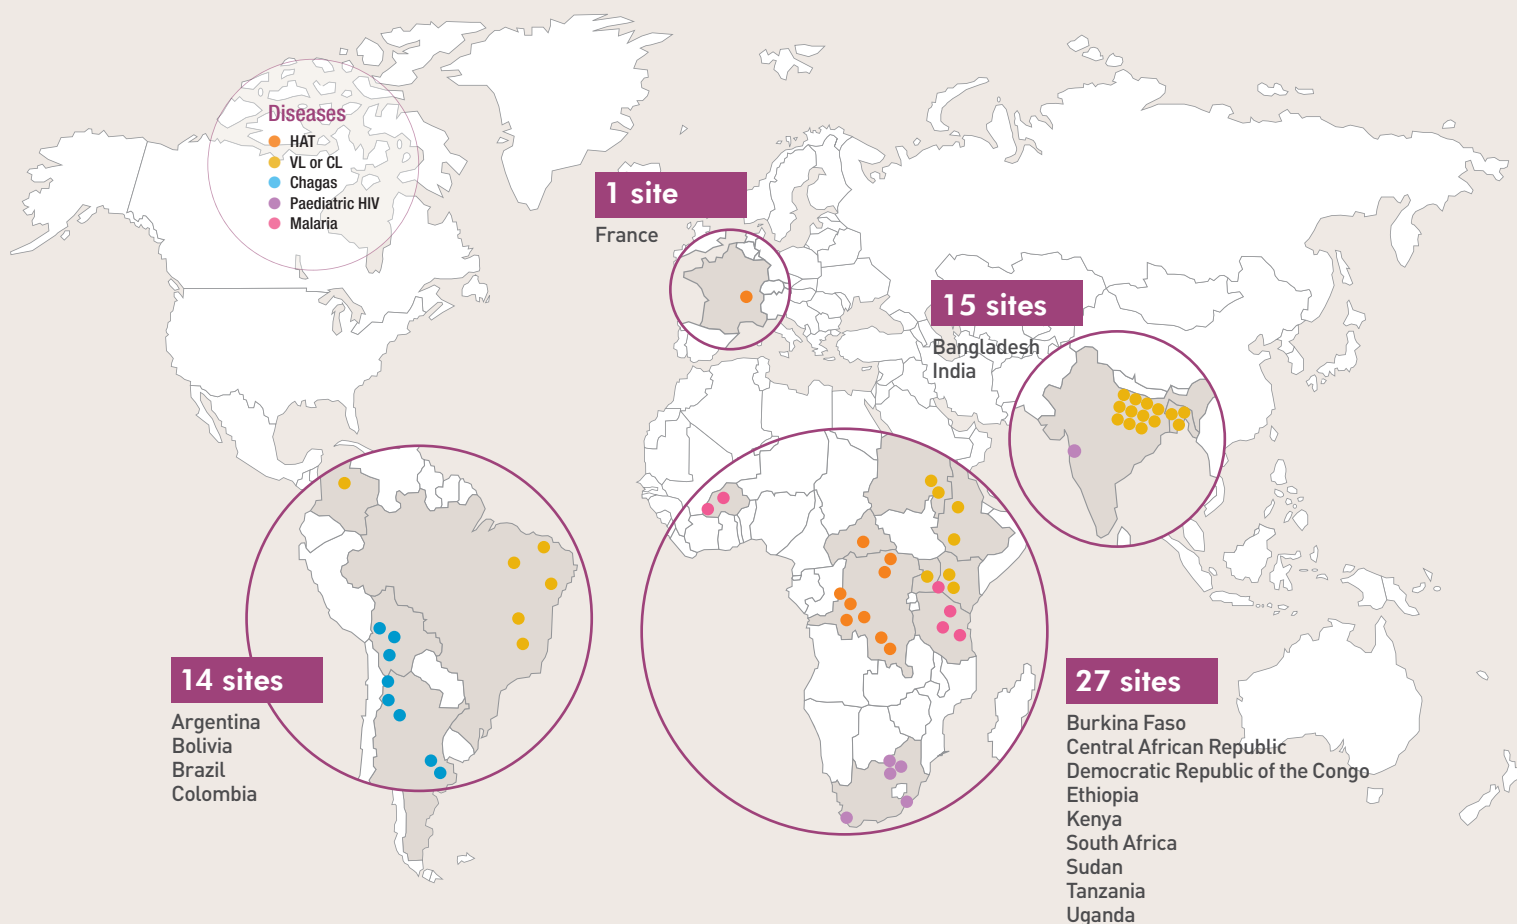 Diseases
HAT
VL or CL
Chagas
Paediatric HIV
Malaria
1 site
France
15 sites
Bangladesh
India
14 sites
Argentina
Bolivia
Brazil
Colombia
27 sites
Burkina Faso
Central African Republic
Democratic Republic of the Congo
Ethiopia
Kenya
South Africa
Sudan
Tanzania
Uganda